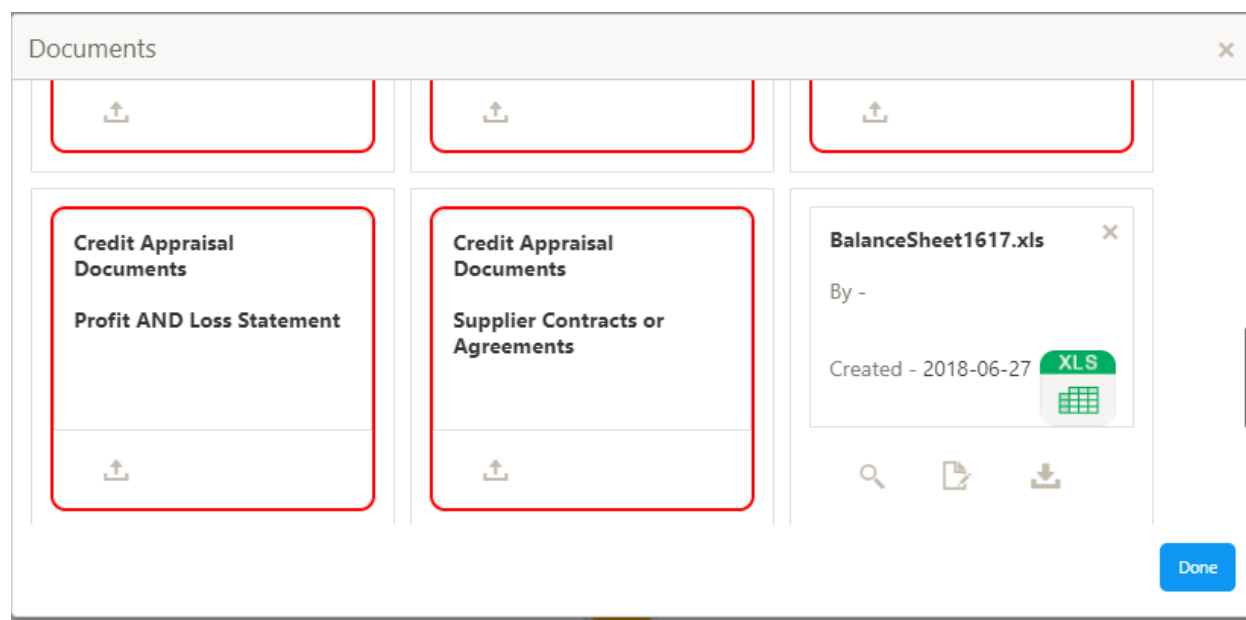 Documents
Credit Appraisal
Documents
Profit AND Loss Statement
Credit Appraisal
Documents
Supplier Contracts or
Agreements
BalanceSheet1617.xls
By -
Created - 2018-06-27
XLS
Done